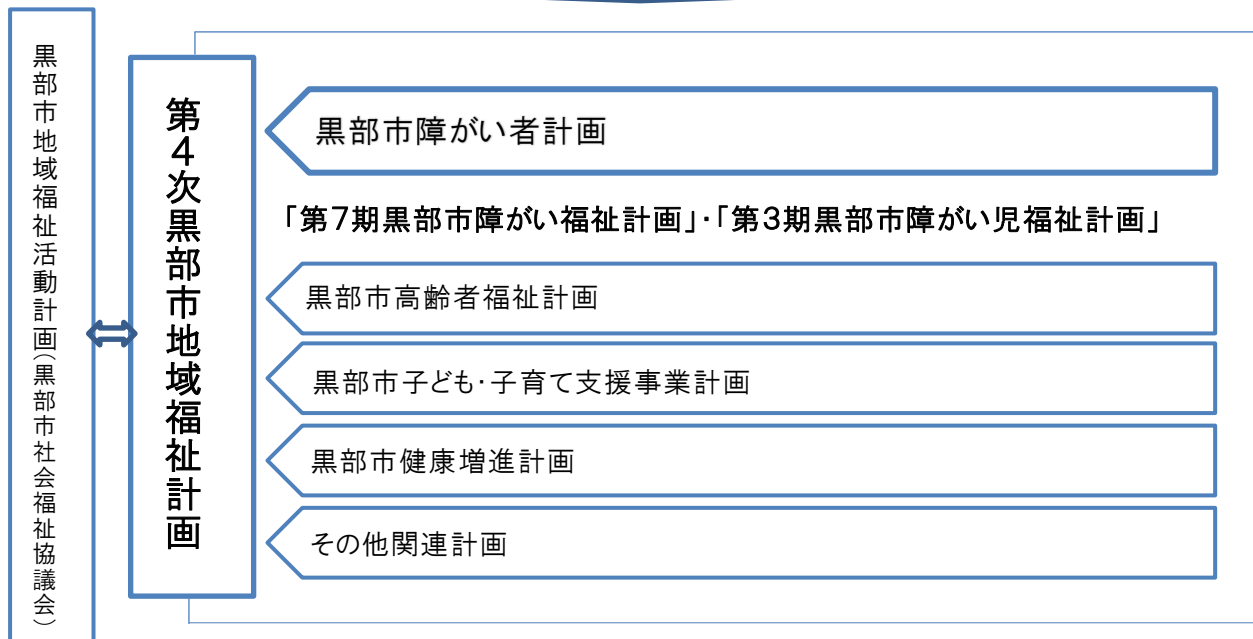 黒部市地域福祉活動計画（黒部市社会福祉協議会）
第4次黒部市地域福祉計画
黒部市障がい者計画
「第7期黒部市障がい福祉計画」・「第3期黒部市障がい児福祉計画」
黒部市高齢者福祉計画
黒部市子ども・子育て支援事業計画
黒部市健康増進計画
その他関連計画